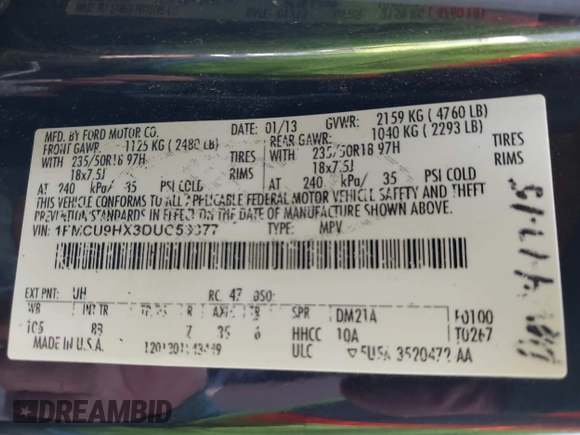 MFD. BY FORD MOTOR CO.
DATE: 01/13 GVWR: 2159 KG ( 4760 LB)
FRONT GAWR: 1125 KG ( 2480 LB) REAR GAWR: 1040 KG ( 2293 LB)
WITH 235/50R18 97H TIRES WITH 235/50R18 97H TIRES
18x7.5J RIMS 18x7.5J RIMS
AT 240 kPa/ 35 PSI COLD AT 240 kPa/ 35 PSI COLD
THIS VEHICLE CONFORMS TO ALL APPLICABLE FEDERAL MOTOR VEHICLE SAFETY AND THEFT
PREVENTION STANDARDS IN EFFECT ON THE DATE OF MANUFACTURE SHOWN ABOVE.
VIN: TYPE: MPV
EXT PNT: UH RC: 47 DSO:
WB INT TR R SPR DM21A F0100
105 7 35 6 HHCC 10A T0267
MADE IN U.S.A. ULC
DREAMBID